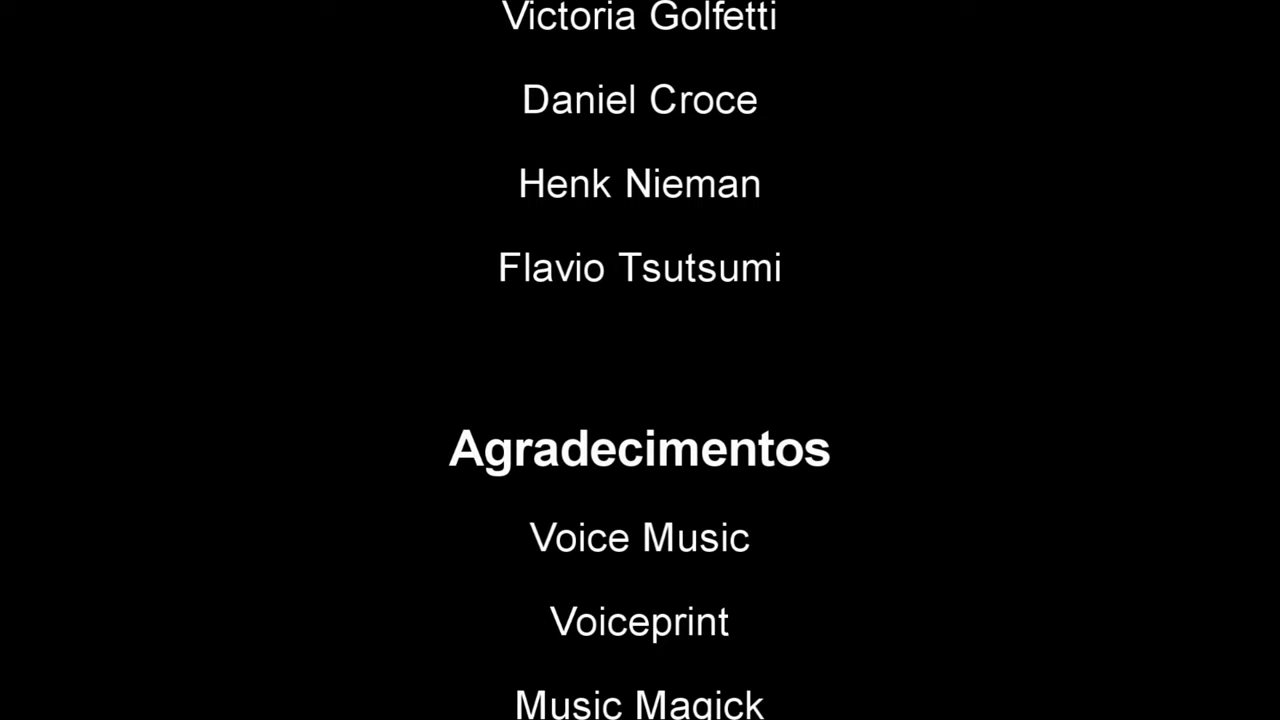 Victoria Golfetti
Daniel Croce
Henk Nieman
Flavio Tsutsumi
Agradecimentos
Voice Music
Voiceprint
Music Magick